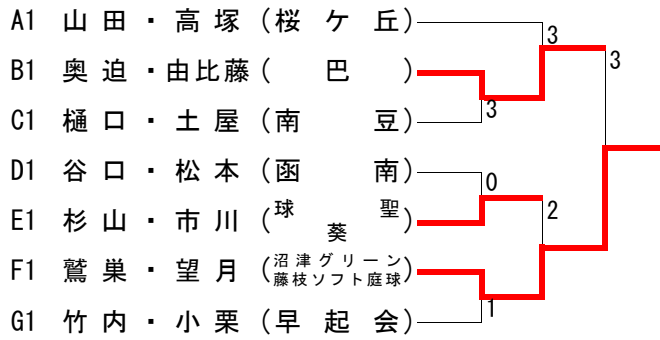 A1 山田・高塚(桜ケ丘)
3
3
B1 奥迫・由比藤(巴)
3
C1 樋口・土屋(南豆)
D1 谷口・松本(函南)
0
2
E1 杉山・市川(球聖葵)
F1 鷲巣・望月(沼津グリーン
藤枝ソフト庭球)
1
G1 竹内・小栗(早起会)